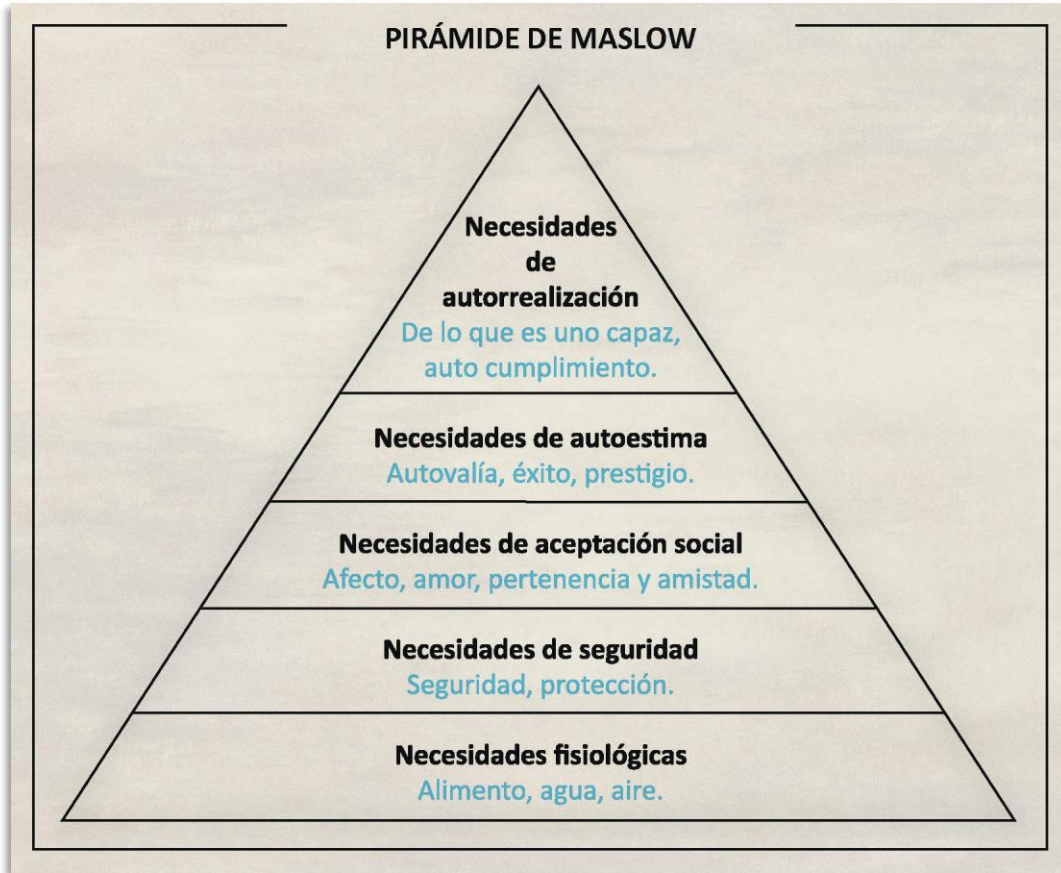 PIRÁMIDE DE MASLOW
Necesidades
de
autorrealización
De lo que es uno capaz,
auto cumplimiento.
Necesidades de autoestima
Autovalía, éxito, prestigio.
Necesidades de aceptación social
Afecto, amor, pertenencia y amistad.
Necesidades de seguridad
Seguridad, protección.
Necesidades fisiológicas
Alimento, agua, aire.